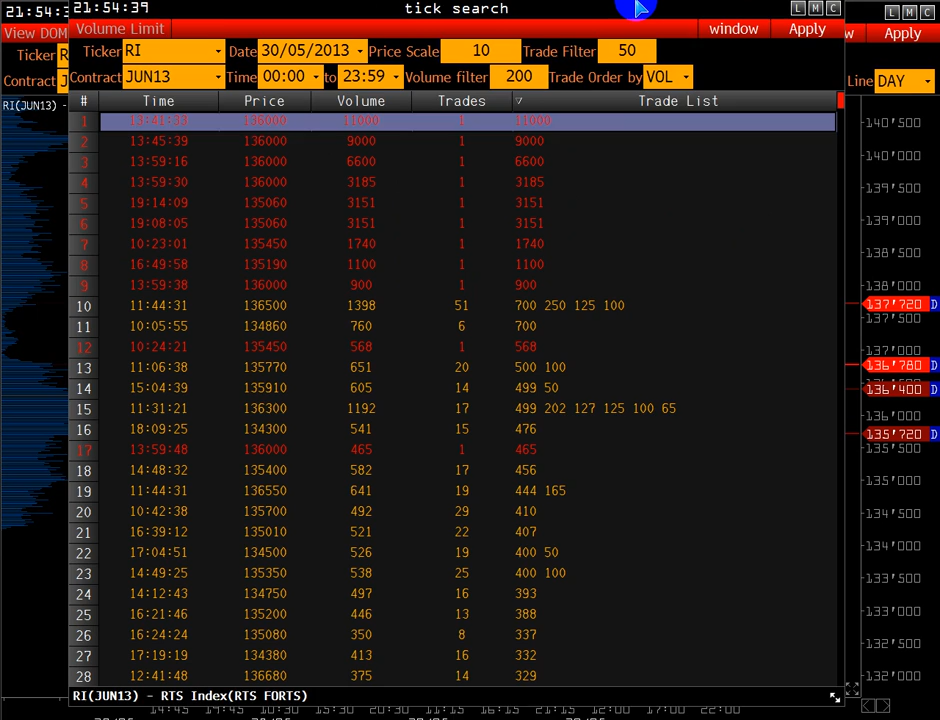 21:54:39 tick search L M C
Volume Limit window Apply
Ticker RI Date 30/05/2013 Price Scale 10 Trade Filter 50
Contract JUN13 Time 00:00 to 23:59 Volume filter 200 Trade Order by VOL
# Time Price Volume Trades Trade List
1 13:41:33 136000 11000 1 11000
2 13:45:39 136000 9000 1 9000
3 13:59:16 136000 6600 1 6600
4 13:59:30 136000 3185 1 3185
5 19:14:09 135060 3151 1 3151
6 19:08:05 135060 3151 1 3151
7 10:23:01 135450 1740 1 1740
8 16:49:58 135190 1100 1 1100
9 13:59:38 136000 900 1 900
10 11:44:31 136500 1398 51 700 250 125 100
11 10:05:55 134860 760 6 700
12 10:24:21 135450 568 1 568
13 11:06:38 135770 651 20 500 100
14 15:04:39 135910 605 14 499 50
15 11:31:21 136300 1192 17 499 202 127 125 100 65
16 18:09:25 134300 541 15 476
17 13:59:48 136000 465 1 465
18 14:48:32 135400 582 17 456
19 11:44:31 136550 641 19 444 165
20 10:42:38 135700 492 29 410
21 16:39:12 135010 521 22 407
22 17:04:51 134500 526 19 400 50
23 14:49:25 135350 538 25 400 100
24 14:12:43 134750 497 16 393
25 16:21:46 135200 446 13 388
26 16:24:24 135080 350 8 337
27 17:19:19 134380 413 16 332
28 12:41:48 136680 375 14 329
RI(JUN13) - RTS Index(RTS FORTS)
21:54:3
View DOM
Ticker R
Contract J
RI(JUN13) -
L M C
w Apply
Line DAY
140'500
140'000
139'500
139'000
138'500
138'000
137'720 D
137'500
137'000
136'780 D
136'400 D
136'000
135'720 D
135'500
135'000
134'500
134'000
133'500
133'000
132'500
132'000
14:45 19:45 10:30 15:30 21:15 12:00 17:00 22:00